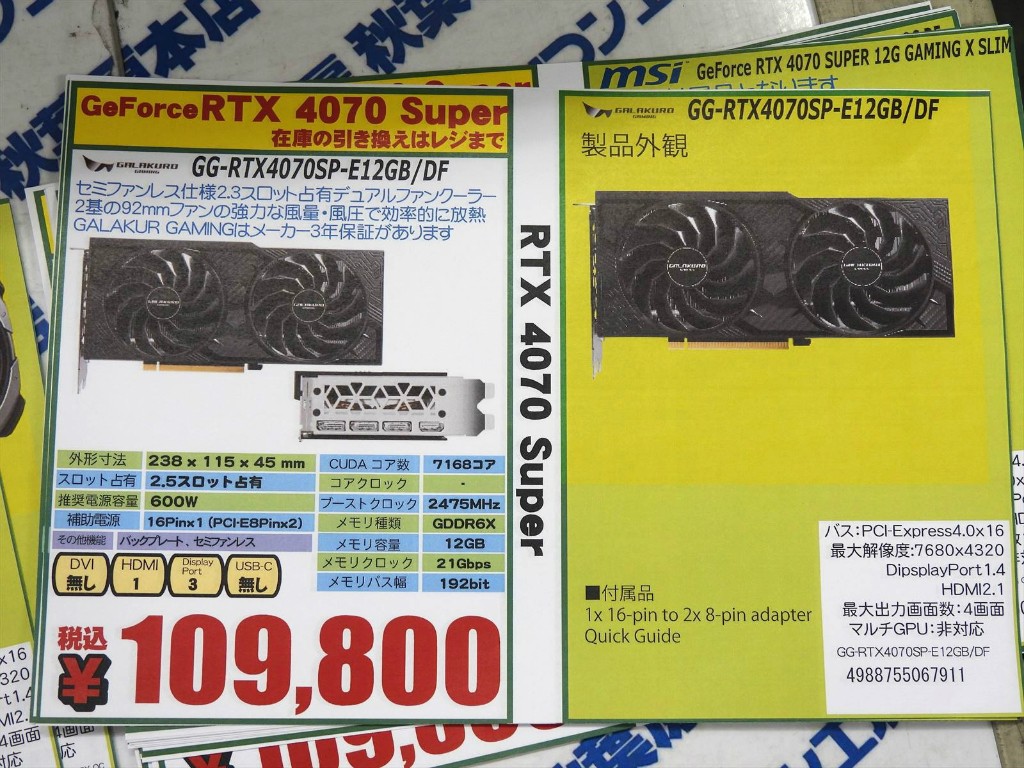 GeForce RTX 4070 Super
在庫の引き換えはレジまで
GALAKURO GAMING
GG-RTX4070SP-E12GB/DF
セミファンレス仕様2.3スロット占有デュアルファンクーラー
2基の92mmファンの強力な風量・風圧で効率的に放熱
GALAKUR GAMINGはメーカー3年保証があります
外形寸法 238 x 115 x 45 mm
スロット占有 2.5スロット占有
推奨電源容量 600W
補助電源 16Pinx1 (PCI-E8Pinx2)
その他機能 バックプレート、セミファンレス
CUDA コア数 7168コア
コアクロック -
ブーストクロック 2475MHz
メモリ種類 GDDR6X
メモリ容量 12GB
メモリクロック 21Gbps
メモリバス幅 192bit
DVI 無し
HDMI 1
Display Port 3
USB-C 無し
税込
¥109,800
RTX 4070 Super
msi GeForce RTX 4070 SUPER 12G GAMING X SLIM
GALAKURO GAMING
GG-RTX4070SP-E12GB/DF
製品外観
GALAKURO
GALAKURO
■付属品
1x 16-pin to 2x 8-pin adapter
Quick Guide
バス:PCI-Express4.0x16
最大解像度:7680x4320
DipsplayPort1.4
HDMI2.1
最大出力画面数:4画面
マルチGPU:非対応
GG-RTX4070SP-E12GB/DF
4988755067911